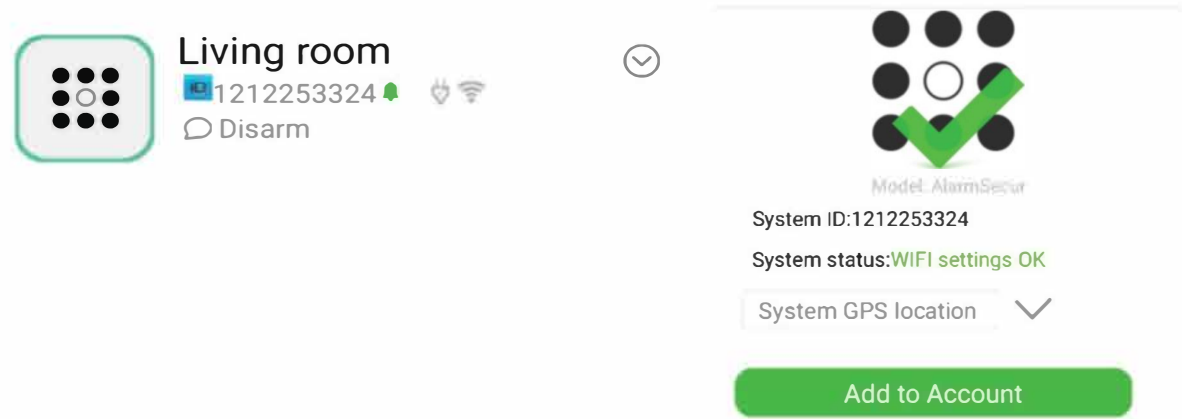 Living room
ID 1212253324
Disarm
Model: AlarmSecur
System ID:1212253324
System status:WIFI settings OK
System GPS location
Add to Account